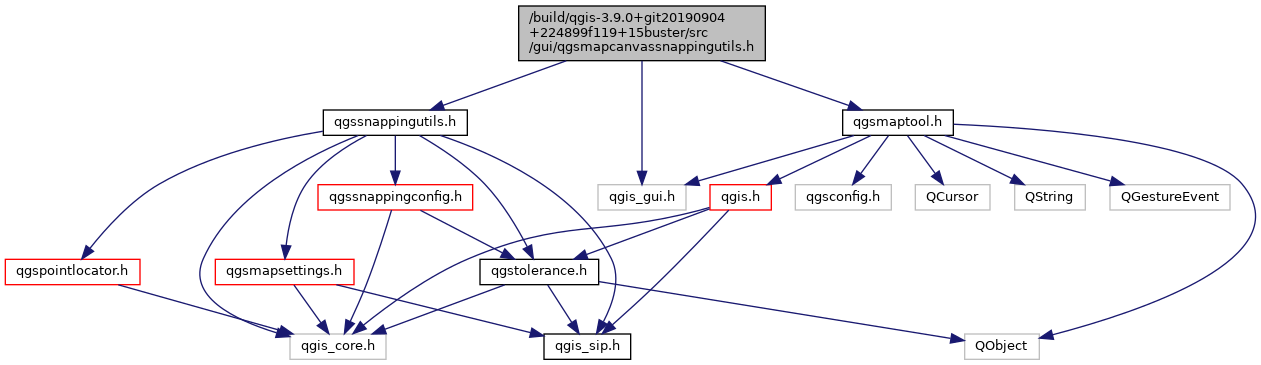 /build/qgis-3.9.0+git20190904
+224899f119+15buster/src
/gui/qgsmapcanvassnappingutils.h
qgssnappingutils.h
qgsmaptool.h
qgssnappingconfig.h
qgis_gui.h
qgis.h
qgsconfig.h
QCursor
QString
QGestureEvent
qgspointlocator.h
qgsmapsettings.h
qgstolerance.h
qgis_core.h
qgis_sip.h
QObject